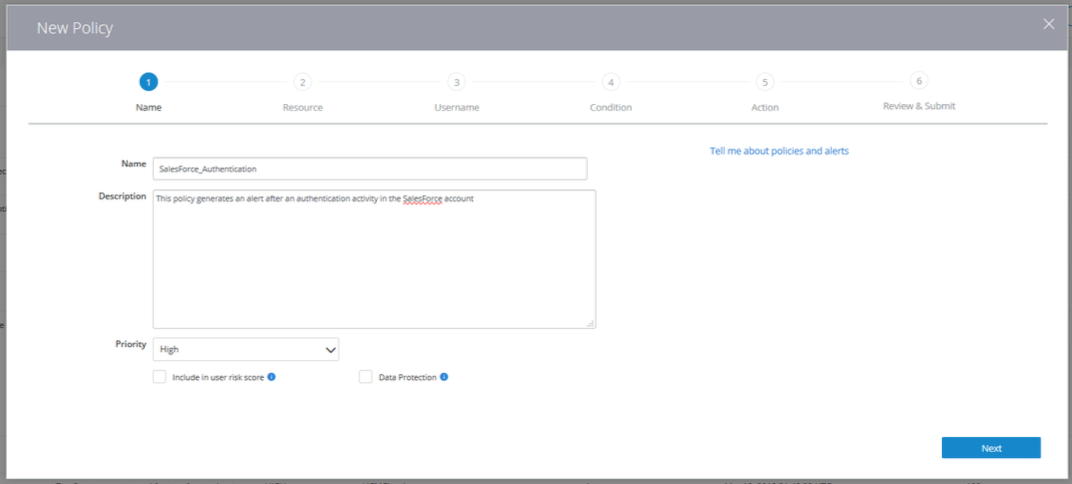 New Policy
1 2 3 4 5 6
Name Resource Username Condition Action Review & Submit
Tell me about policies and alerts
Name SalesForce_Authentication
Description This policy generates an alert after an authentication activity in the SalesForce account
Priority High
Include in user risk score Data Protection
Next